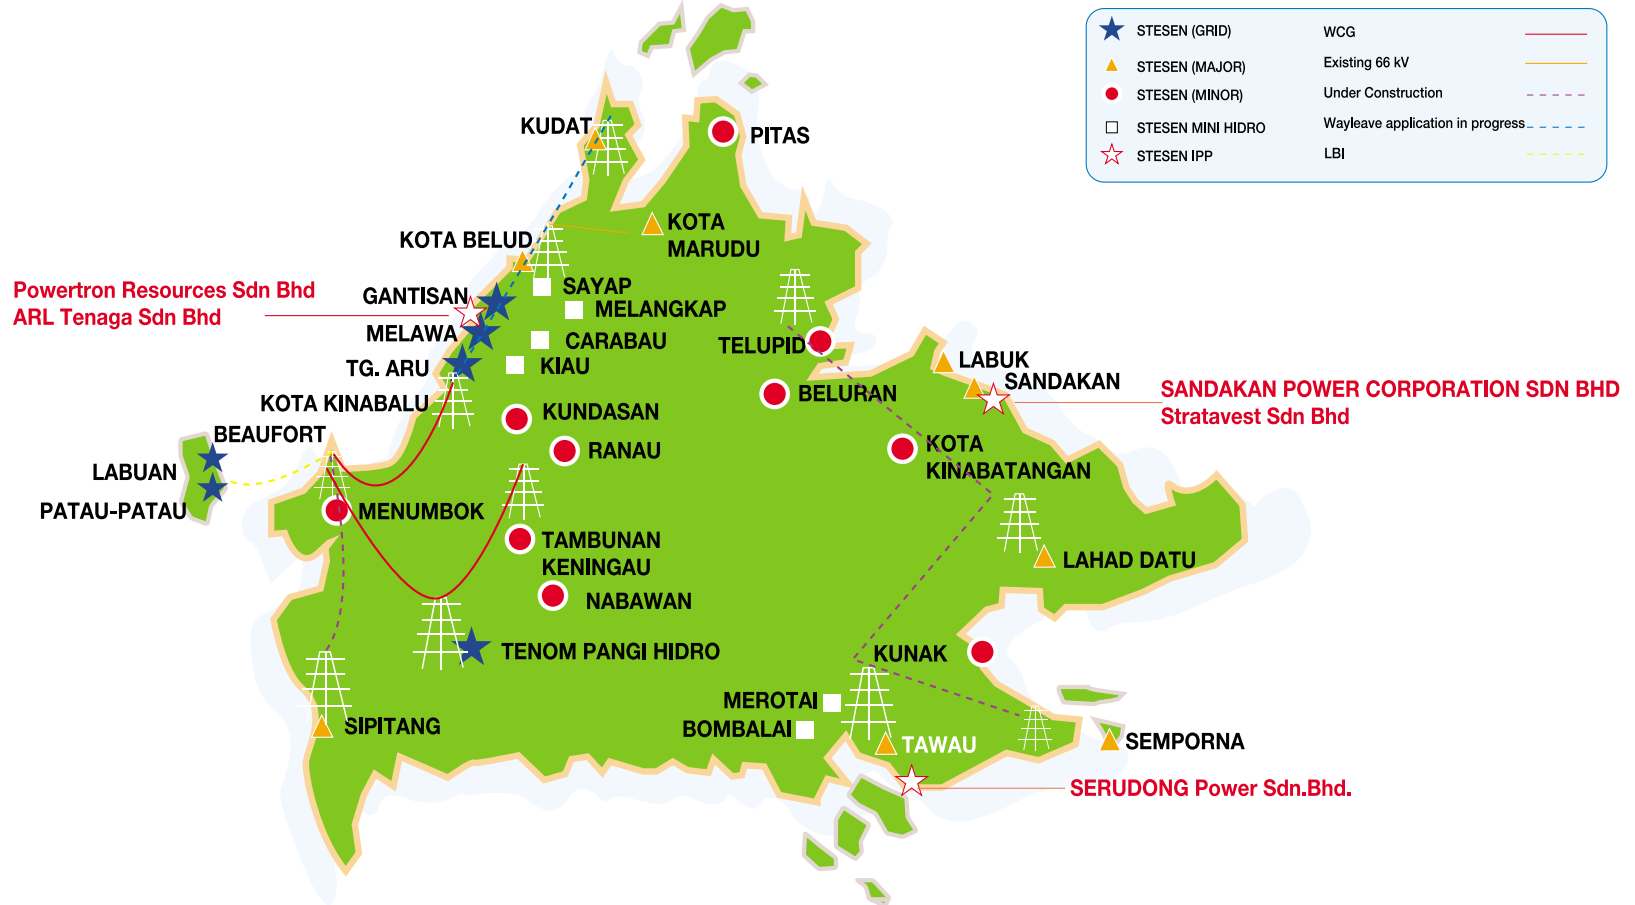 STESEN (GRID)
WCG
STESEN (MAJOR)
Existing 66 kV
STESEN (MINOR)
Under Construction
STESEN MINI HIDRO
Wayleave application in progress
STESEN IPP
LBI
KUDAT
PITAS
KOTA
MARUDU
KOTA BELUD
SAYAP
GANTISAN
MELANGKAP
Powertron Resources Sdn Bhd
ARL Tenaga Sdn Bhd
MELAWA
CARABAU
TELUPID
TG. ARU
KIAU
LABUK
SANDAKAN
SANDAKAN POWER CORPORATION SDN BHD
Stratavest Sdn Bhd
BELURAN
KOTA KINABALU
KUNDASAN
BEAUFORT
RANAU
KOTA
KINABATANGAN
LABUAN
PATAU-PATAU
MENUMBOK
TAMBUNAN
KENINGAU
LAHAD DATU
NABAWAN
TENOM PANGI HIDRO
KUNAK
MEROTAI
SIPITANG
BOMBALAI
TAWAU
SEMPORNA
SERUDONG Power Sdn.Bhd.